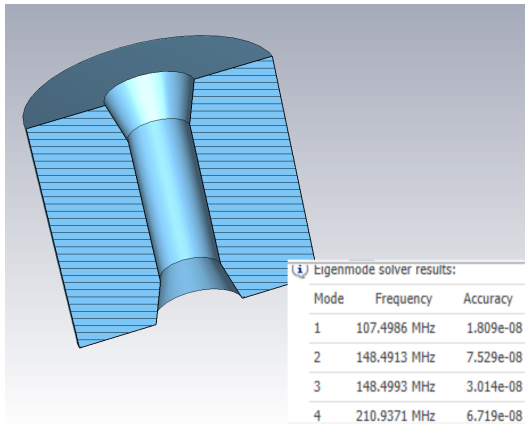 Eigenmode solver results:
Mode Frequency Accuracy
1 107.4986 MHz 1.809e-08
2 148.4913 MHz 7.529e-08
3 148.4993 MHz 3.014e-08
4 210.9371 MHz 6.719e-08